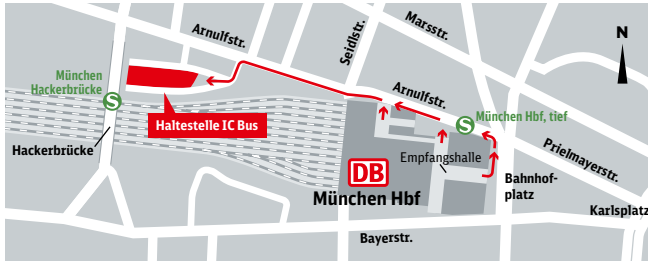 Arnulfstr.
Seidlstr.
Marsstr.
N
München
Hackerbrücke
S
Haltestelle IC Bus
Hackerbrücke
Arnulfstr.
S
München Hbf, tief
Prielmayerstr.
Empfangshalle
DB
München Hbf
Bahnhof-
platz
Karlsplatz
Bayerstr.